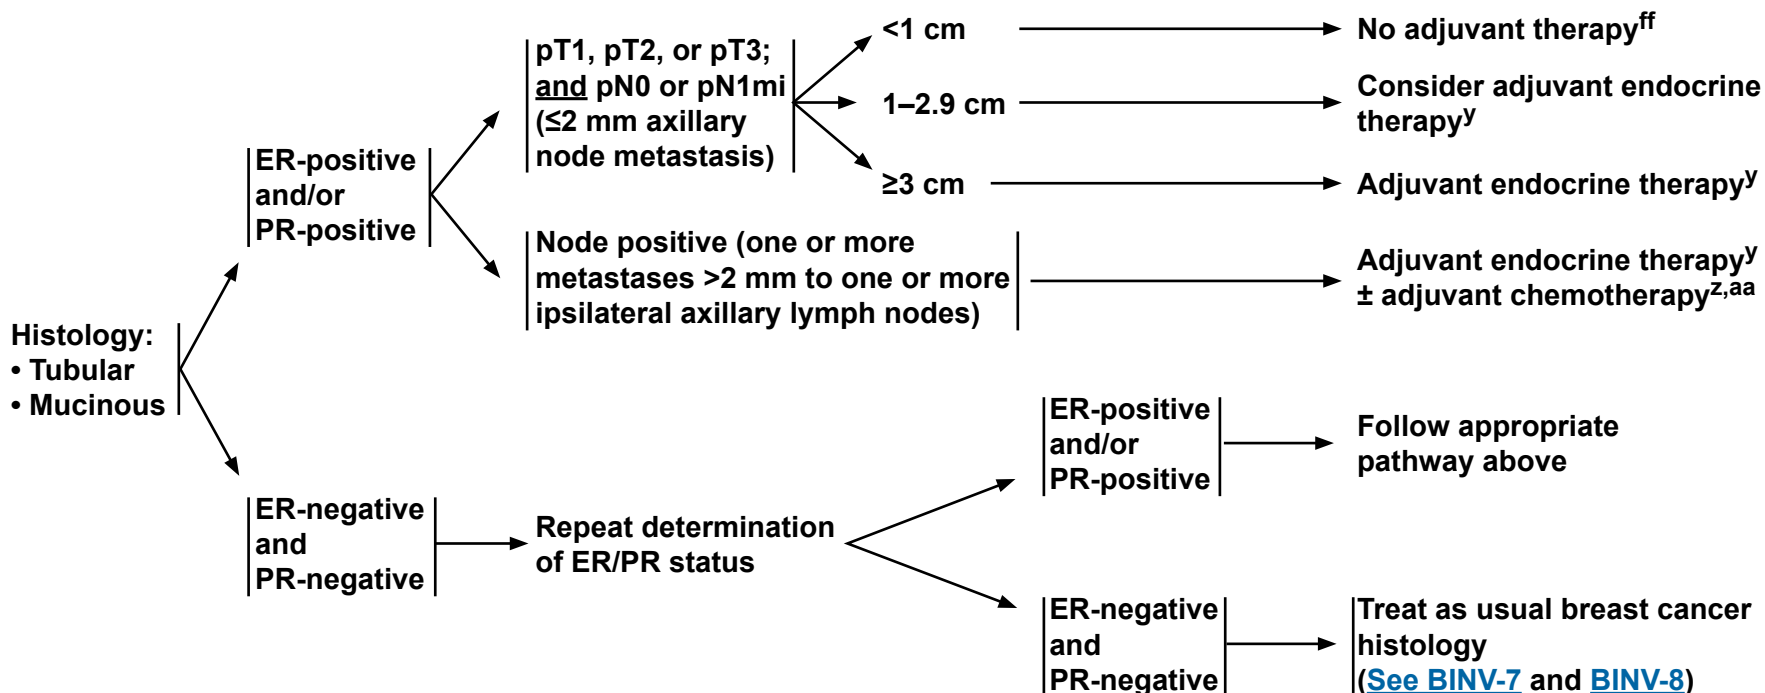 Histology:
• Tubular
• Mucinous
ER-positive
and/or
PR-positive
pT1, pT2, or pT3;
and pN0 or pN1mi
(≤2 mm axillary
node metastasis)
<1 cm
No adjuvant therapyff
1–2.9 cm
Consider adjuvant endocrine
therapyy
≥3 cm
Adjuvant endocrine therapyy
Node positive (one or more
metastases >2 mm to one or more
ipsilateral axillary lymph nodes)
Adjuvant endocrine therapyy
± adjuvant chemotherapyz,aa
ER-negative
and
PR-negative
Repeat determination
of ER/PR status
ER-positive
and/or
PR-positive
Follow appropriate
pathway above
ER-negative
and
PR-negative
Treat as usual breast cancer
histology
(See BINV-7 and BINV-8)